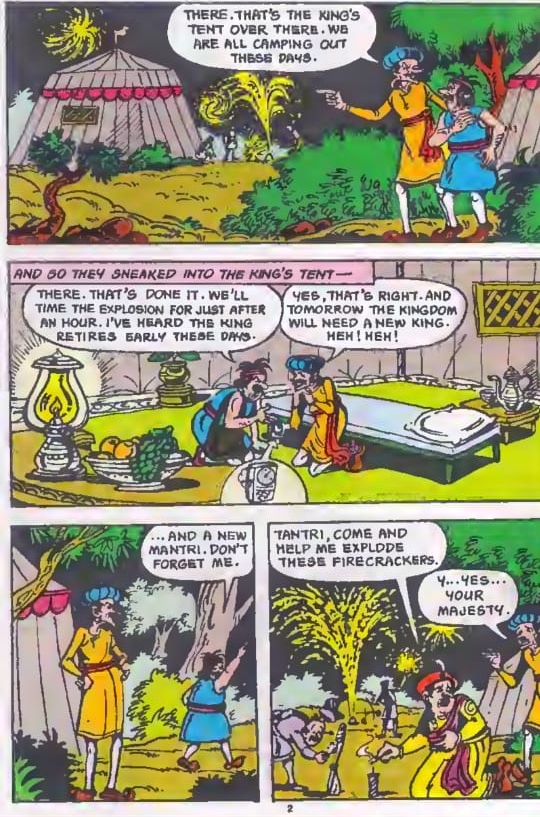 THERE. THAT'S THE KING'S
TENT OVER THERE. WE
ARE ALL CAMPING OUT
THESE DAYS.
AND SO THEY SNEAKED INTO THE KING'S TENT—
THERE. THAT'S DONE IT. WE'LL
TIME THE EXPLOSION FOR JUST AFTER
AN HOUR. I'VE HEARD THE KING
RETIRES EARLY THESE DAYS.
YES, THAT'S RIGHT. AND
TOMORROW THE KINGDOM
WILL NEED A NEW KING.
HEH! HEH!
...AND A NEW
MANTRI. DON'T
FORGET ME.
TANTRI, COME AND
HELP ME EXPLODE
THESE FIRECRACKERS.
Y...YES...
YOUR
MAJESTY.
2